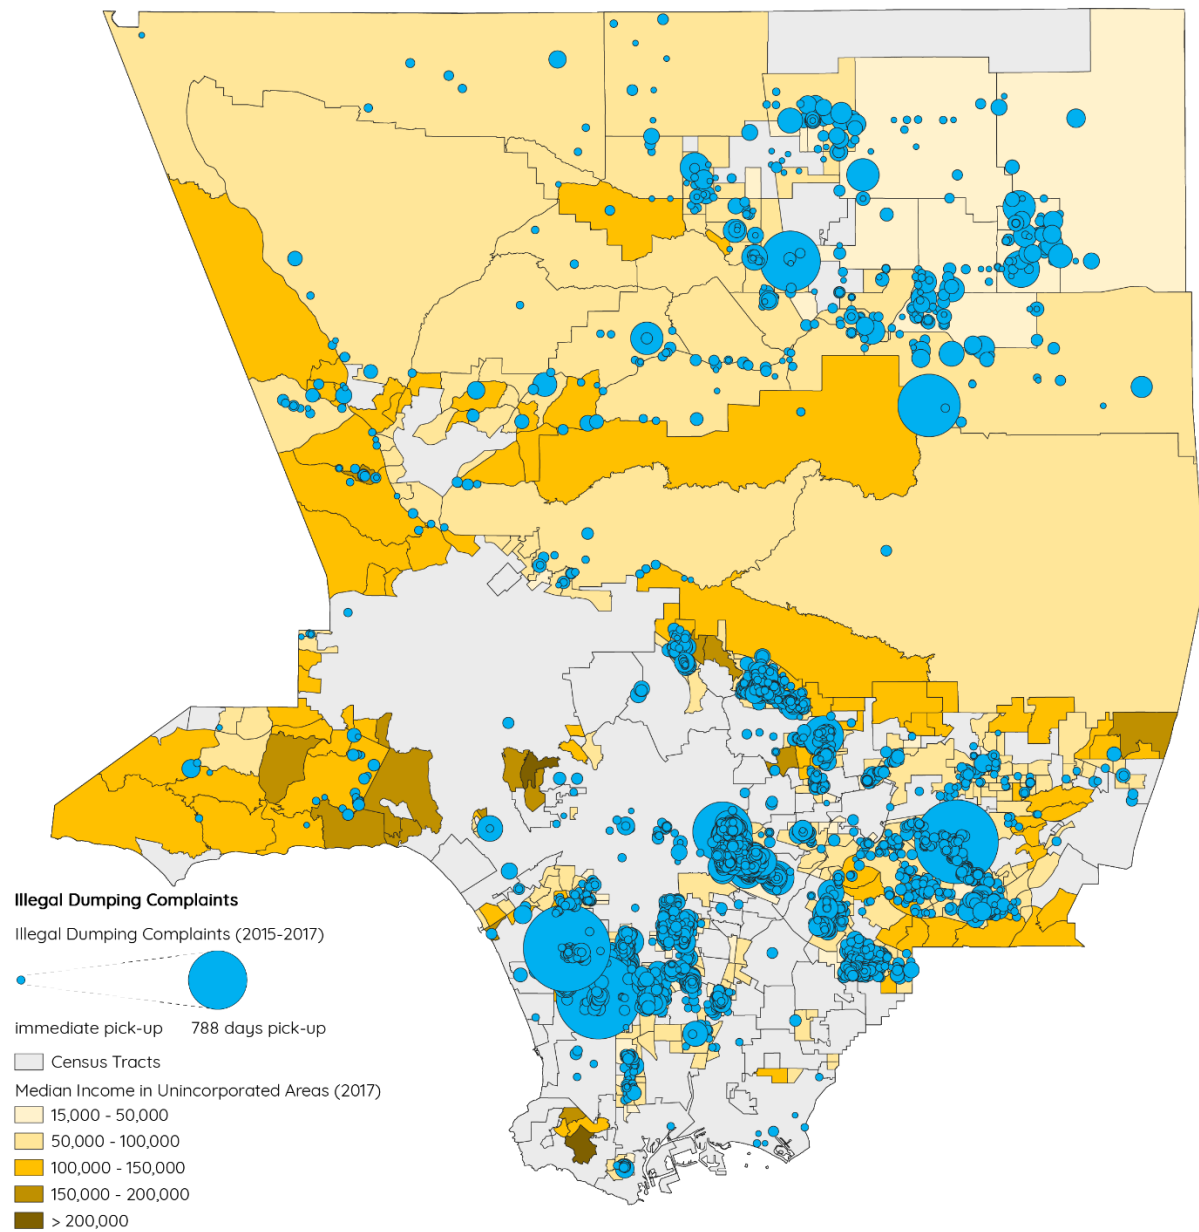 Illegal Dumping Complaints
Illegal Dumping Complaints (2015-2017)
immediate pick-up 788 days pick-up
Census Tracts
Median Income in Unincorporated Areas (2017)
15,000 - 50,000
50,000 - 100,000
100,000 - 150,000
150,000 - 200,000
> 200,000